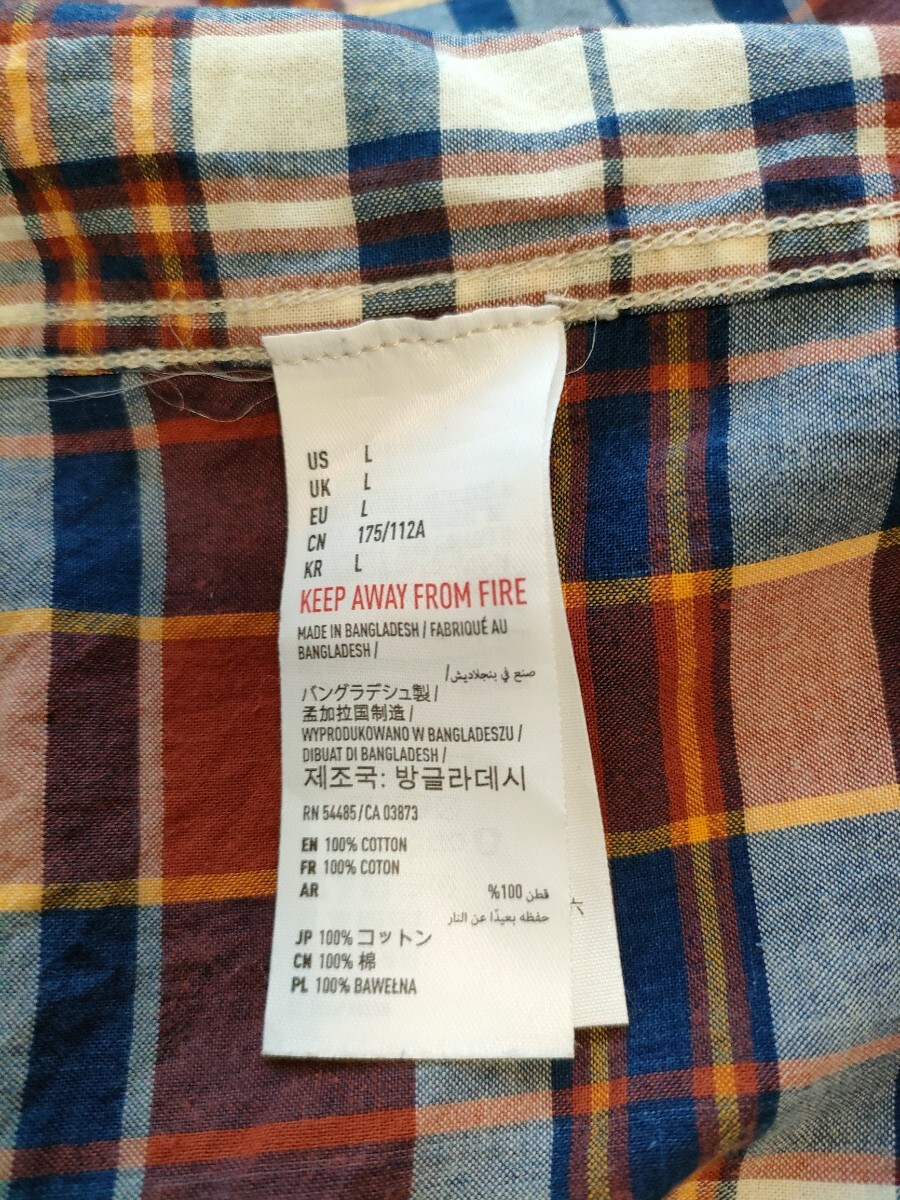 US L
UK L
EU L
CN 175/112A
KR L
KEEP AWAY FROM FIRE
MADE IN BANGLADESH / FABRIQUÉ AU
BANGLADESH /
صنع في بنجلاديش/
バングラデシュ製 /
孟加拉国制造 /
WYPRODUKOWANO W BANGLADESZU /
DIBUAT DI BANGLADESH /
제조국: 방글라데시
RN 54485 / CA 03873
EN 100% COTTON
FR 100% COTON
AR قطن 100%
حفظه بعيدًا عن النار
JP 100% コットン
CN 100% 棉
PL 100% BAWEŁNA